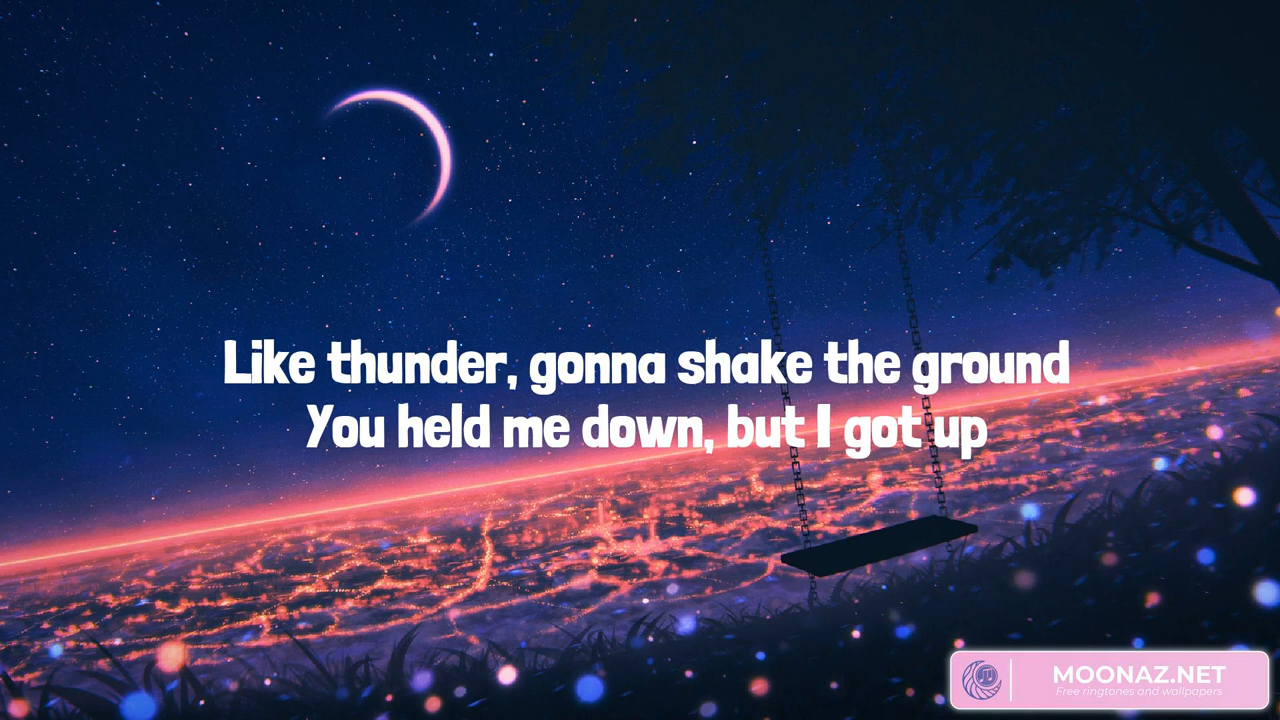 Like thunder, gonna shake the ground
You held me down, but I got up
MOONAZ.NET
Free ringtones and wallpapers